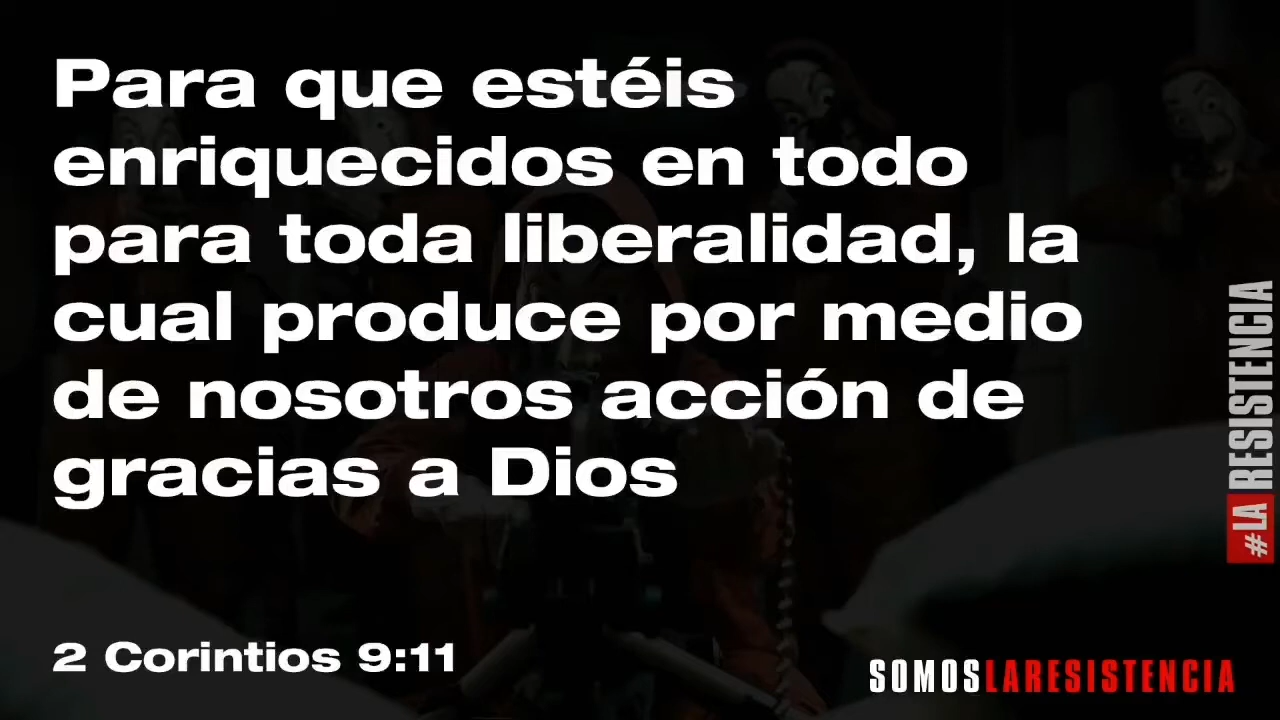 Para que estéis
enriquecidos en todo
para toda liberalidad, la
cual produce por medio
de nosotros acción de
gracias a Dios
2 Corintios 9:11
SOMOSLARESISTENCIA
#LA RESISTENCIA